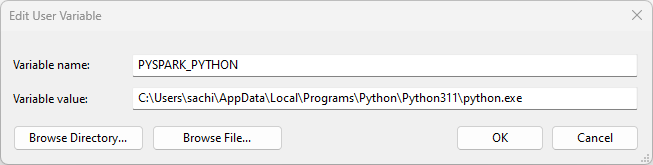 Edit User Variable
Variable name: PYSPARK_PYTHON
Variable value: C:\Users\sachi\AppData\Local\Programs\Python\Python311\python.exe
Browse Directory... Browse File... OK Cancel